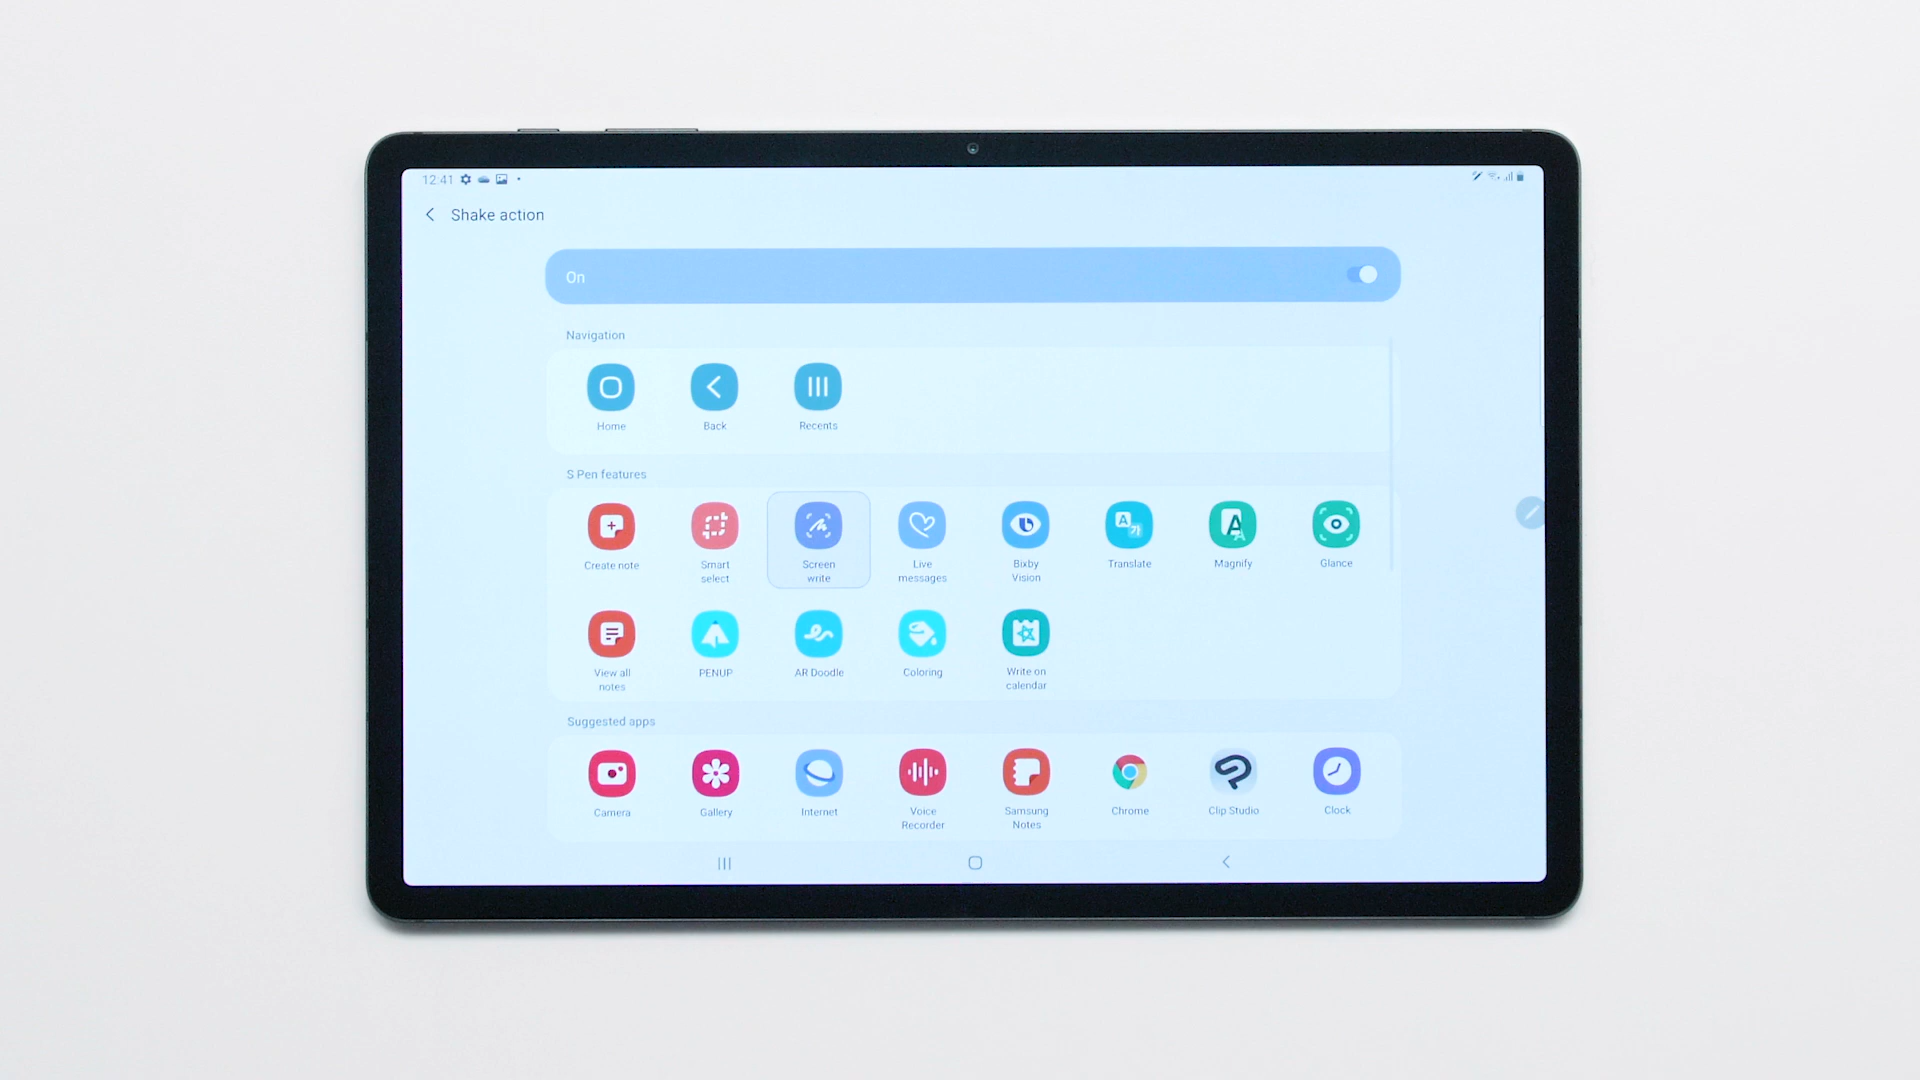 12:41
Shake action
On
Navigation
Home Back Recents
S Pen features
Create note
Smart
select
Screen
write
Live
messages
Bixby
Vision
Translate
Magnify
Glance
View all
notes
PENUP
AR Doodle
Coloring
Write on
calendar
Suggested apps
Camera
Gallery
Internet
Voice
Recorder
Samsung
Notes
Chrome
Clip Studio
Clock